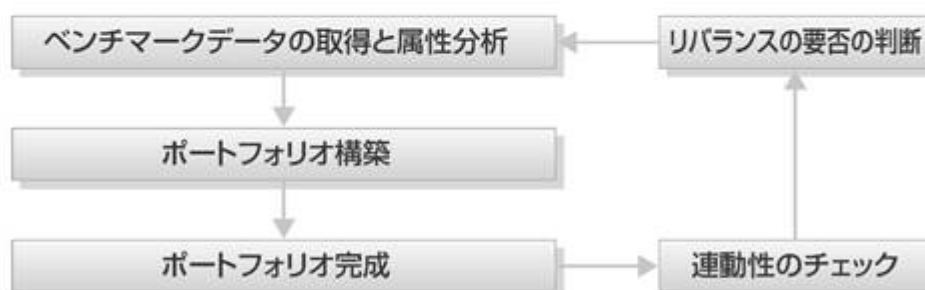 ベンチマークデータの取得と属性分析
リバランスの要否の判断
ポートフォリオ構築
ポートフォリオ完成
連動性のチェック